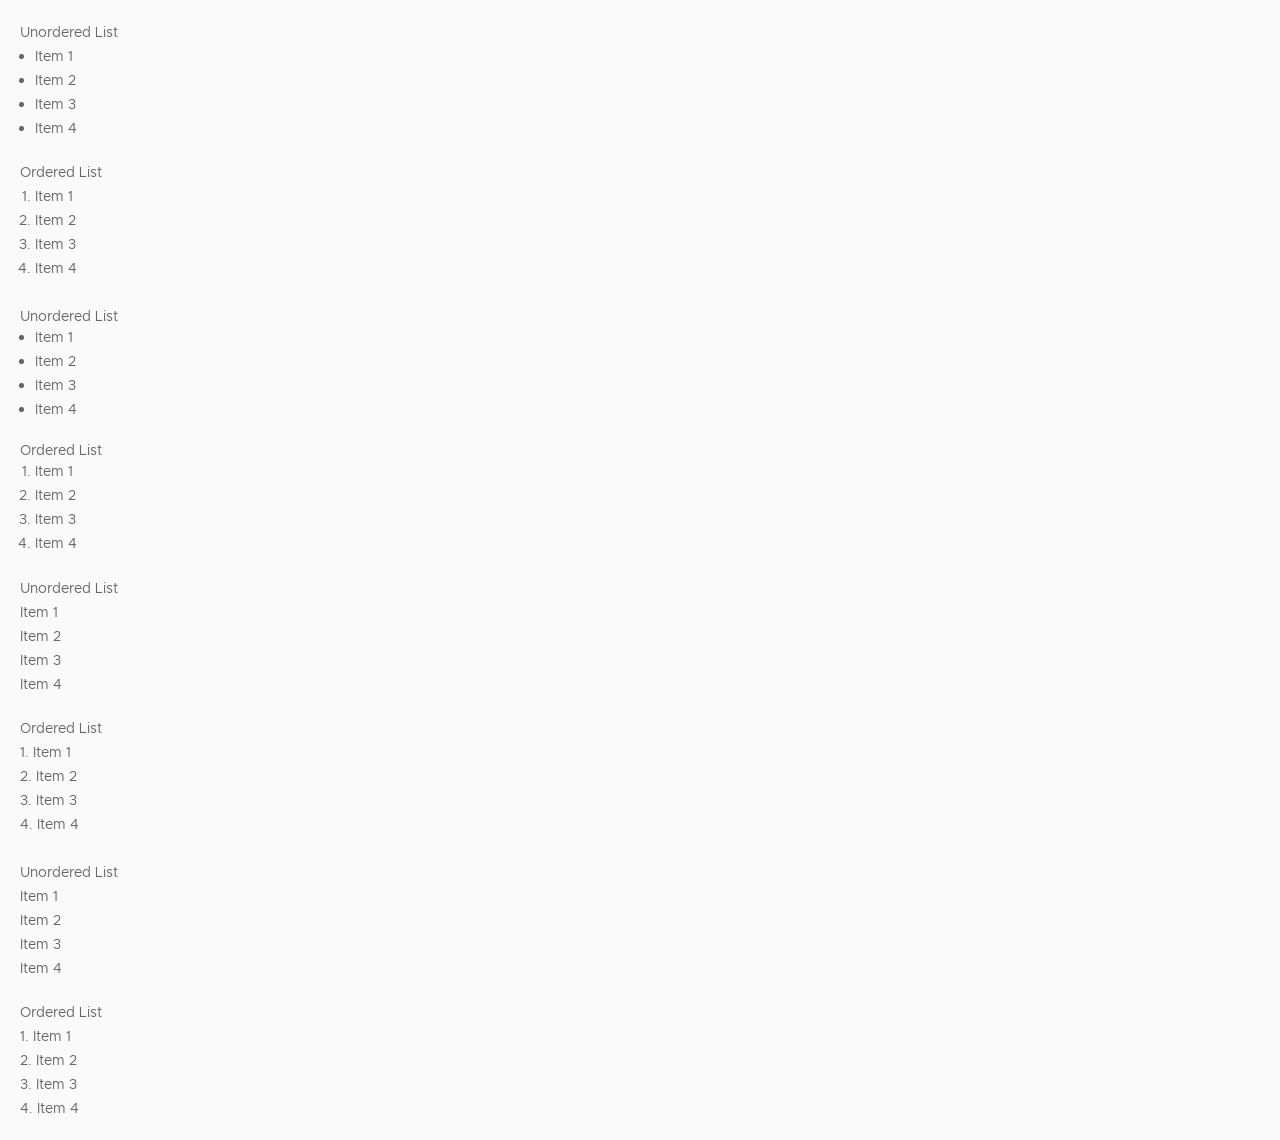 Unordered List
• Item 1
• Item 2
• Item 3
• Item 4
Ordered List
1. Item 1
2. Item 2
3. Item 3
4. Item 4
Unordered List
• Item 1
• Item 2
• Item 3
• Item 4
Ordered List
1. Item 1
2. Item 2
3. Item 3
4. Item 4
Unordered List
Item 1
Item 2
Item 3
Item 4
Ordered List
1. Item 1
2. Item 2
3. Item 3
4. Item 4
Unordered List
Item 1
Item 2
Item 3
Item 4
Ordered List
1. Item 1
2. Item 2
3. Item 3
4. Item 4